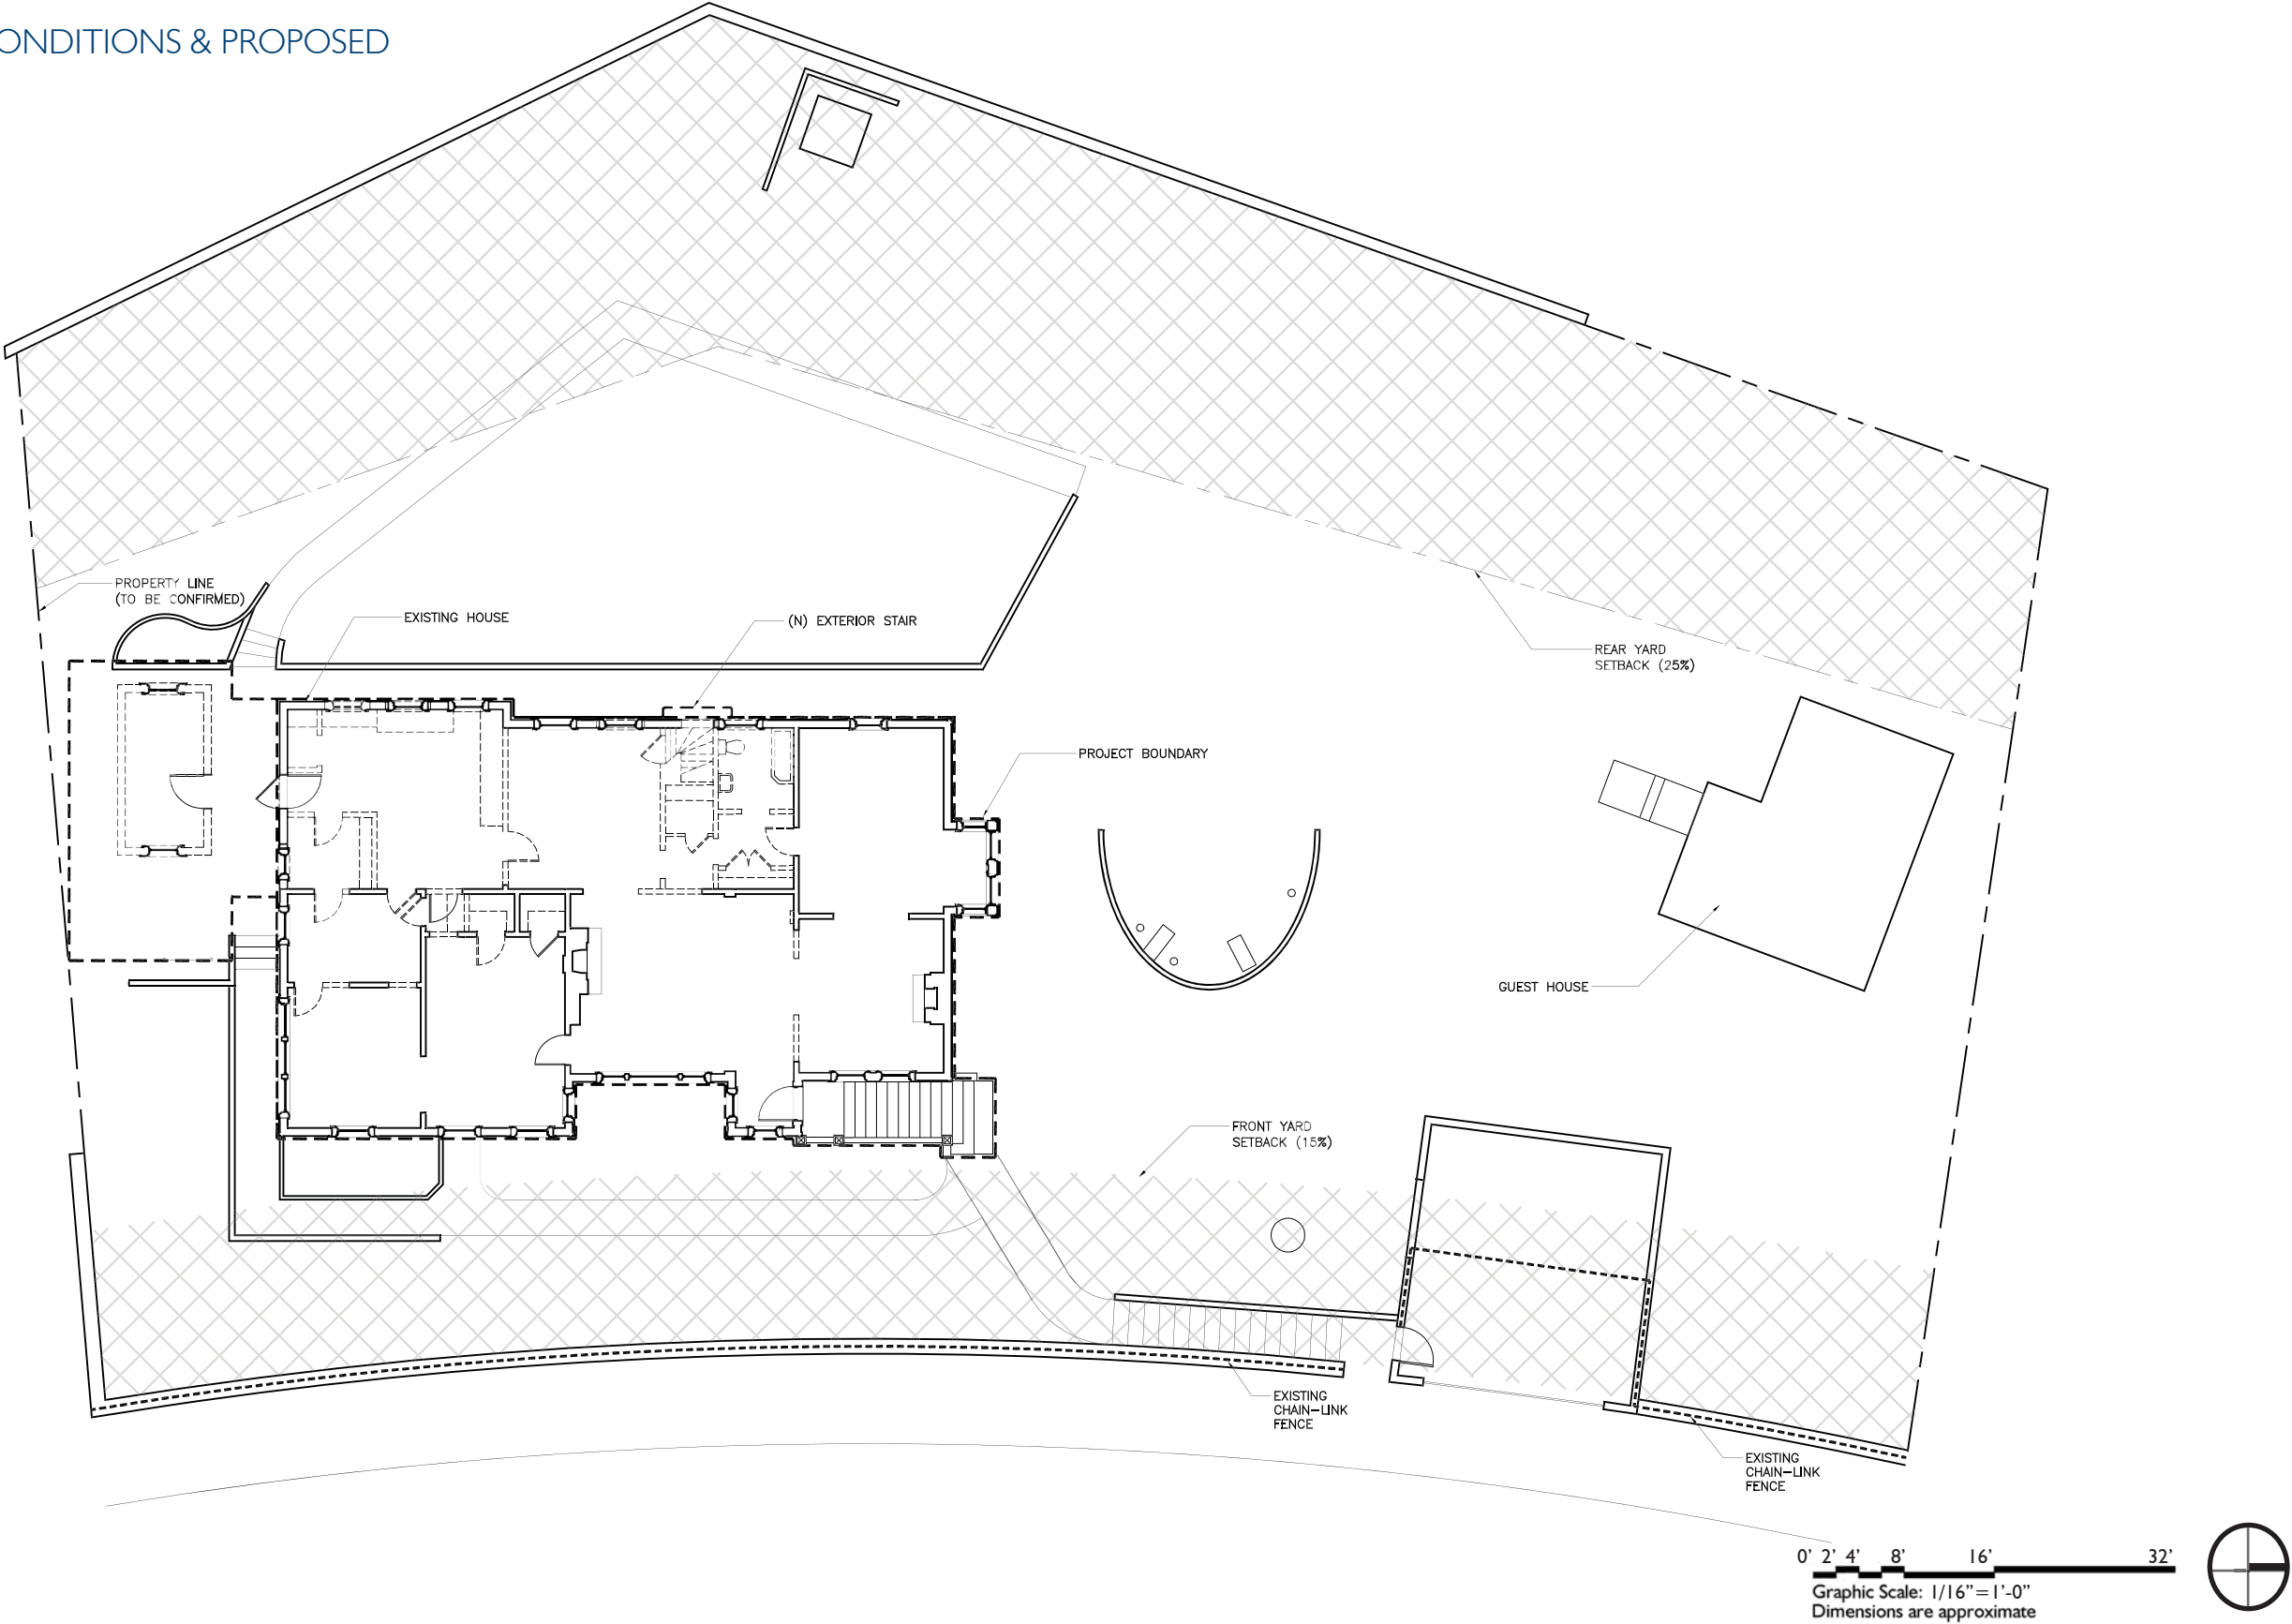 ONDITIONS & PROPOSED
PROPERTY LINE
(TO BE CONFIRMED)
EXISTING HOUSE
(N) EXTERIOR STAIR
REAR YARD
SETBACK (25%)
PROJECT BOUNDARY
GUEST HOUSE
FRONT YARD
SETBACK (15%)
EXISTING
CHAIN-LINK
FENCE
EXISTING
CHAIN-LINK
FENCE
0' 2' 4' 8' 16' 32'
Graphic Scale: 1/16"=1'-0"
Dimensions are approximate